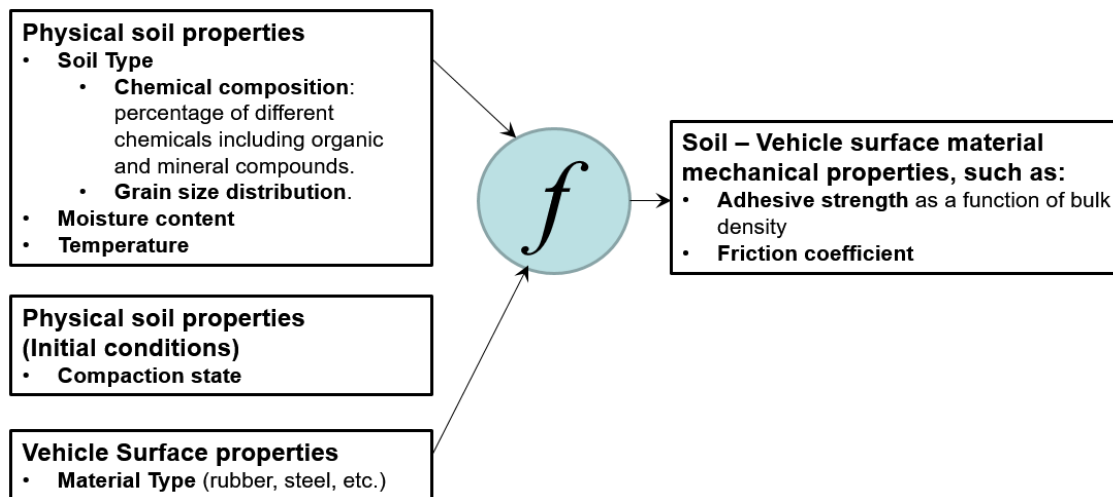 Physical soil properties
• Soil Type
• Chemical composition:
percentage of different
chemicals including organic
and mineral compounds.
• Grain size distribution.
• Moisture content
• Temperature
Physical soil properties
(Initial conditions)
• Compaction state
Vehicle Surface properties
• Material Type (rubber, steel, etc.)
f
Soil – Vehicle surface material
mechanical properties, such as:
• Adhesive strength as a function of bulk
density
• Friction coefficient